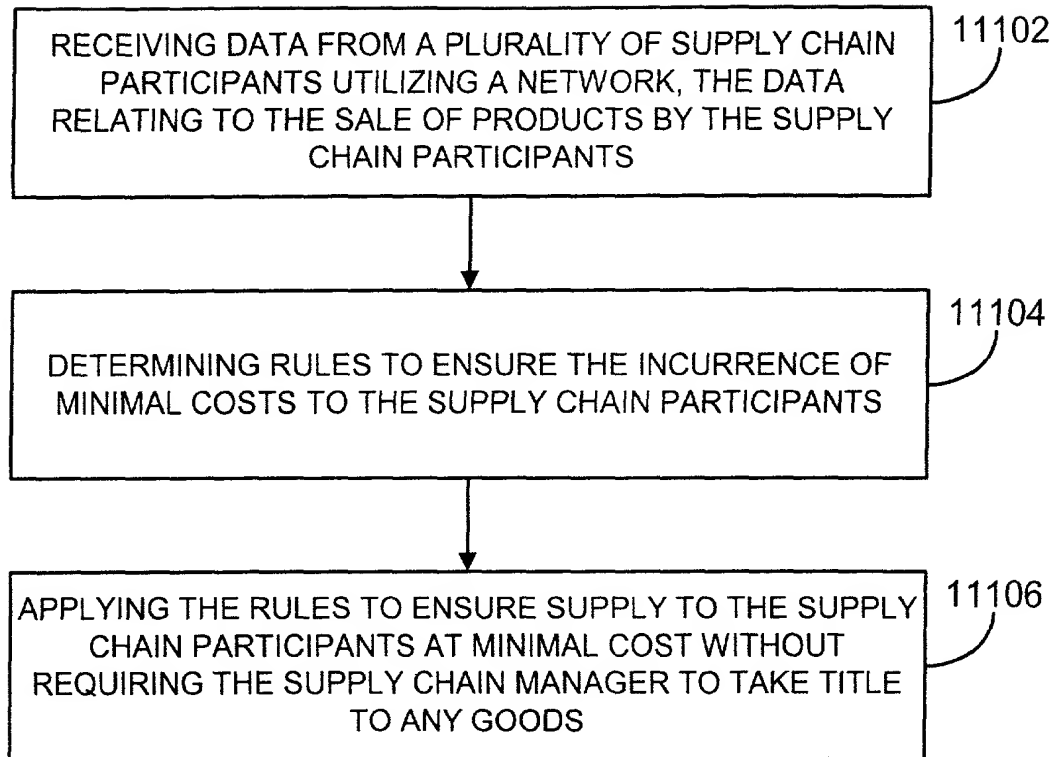 RECEIVING DATA FROM A PLURALITY OF SUPPLY CHAIN
PARTICIPANTS UTILIZING A NETWORK, THE DATA
RELATING TO THE SALE OF PRODUCTS BY THE SUPPLY
CHAIN PARTICIPANTS
11102
DETERMINING RULES TO ENSURE THE INCURRENCE OF
MINIMAL COSTS TO THE SUPPLY CHAIN PARTICIPANTS
11104
APPLYING THE RULES TO ENSURE SUPPLY TO THE SUPPLY
CHAIN PARTICIPANTS AT MINIMAL COST WITHOUT
REQUIRING THE SUPPLY CHAIN MANAGER TO TAKE TITLE
TO ANY GOODS
11106